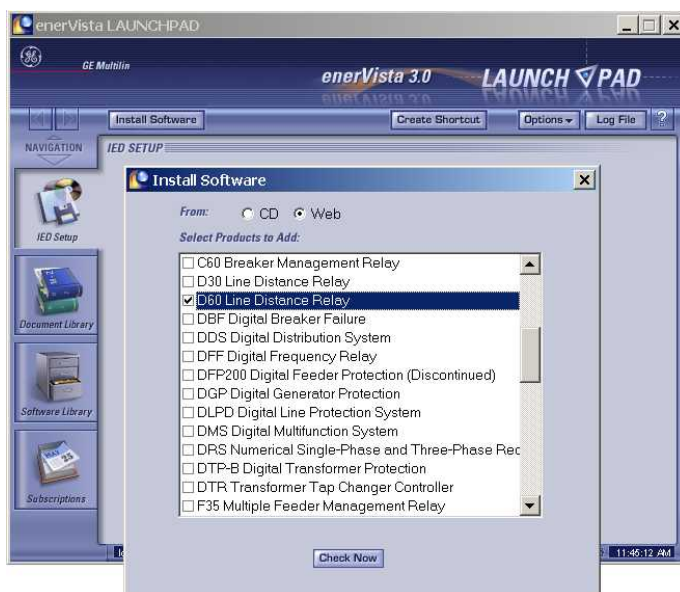 enerVista LAUNCHPAD
GE Multilin
enerVista 3.0
LAUNCH PAD
Install Software
Create Shortcut
Options
Log File
?
NAVIGATION
IED SETUP
IED Setup
Document Library
Software Library
Subscriptions
Install Software
From: CD Web
Select Products to Add:
C60 Breaker Management Relay
D30 Line Distance Relay
D60 Line Distance Relay
DBF Digital Breaker Failure
DDS Digital Distribution System
DFF Digital Frequency Relay
DFP200 Digital Feeder Protection (Discontinued)
DGP Digital Generator Protection
DLPD Digital Line Protection System
DMS Digital Multifunction System
DRS Numerical Single-Phase and Three-Phase Rec
DTP-B Digital Transformer Protection
DTR Transformer Tap Changer Controller
F35 Multiple Feeder Management Relay
Check Now
11:45:12 AM